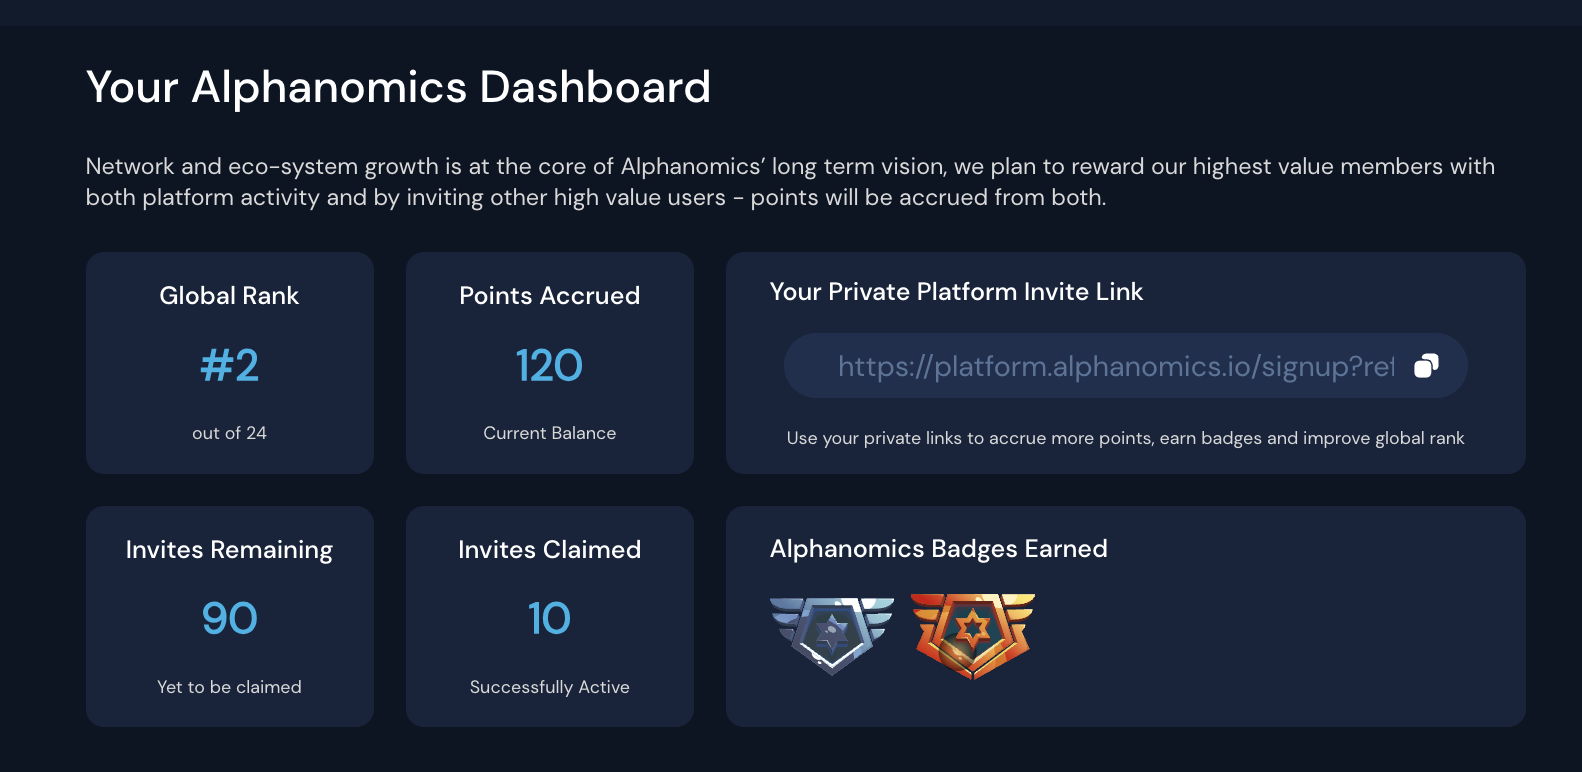 Your Alphanomics Dashboard
Network and eco-system growth is at the core of Alphanomics’ long term vision, we plan to reward our highest value members with
both platform activity and by inviting other high value users - points will be accrued from both.
Global Rank
#2
out of 24
Points Accrued
120
Current Balance
Your Private Platform Invite Link
https://platform.alphanomics.io/signup?ref
Use your private links to accrue more points, earn badges and improve global rank
Invites Remaining
90
Yet to be claimed
Invites Claimed
10
Successfully Active
Alphanomics Badges Earned